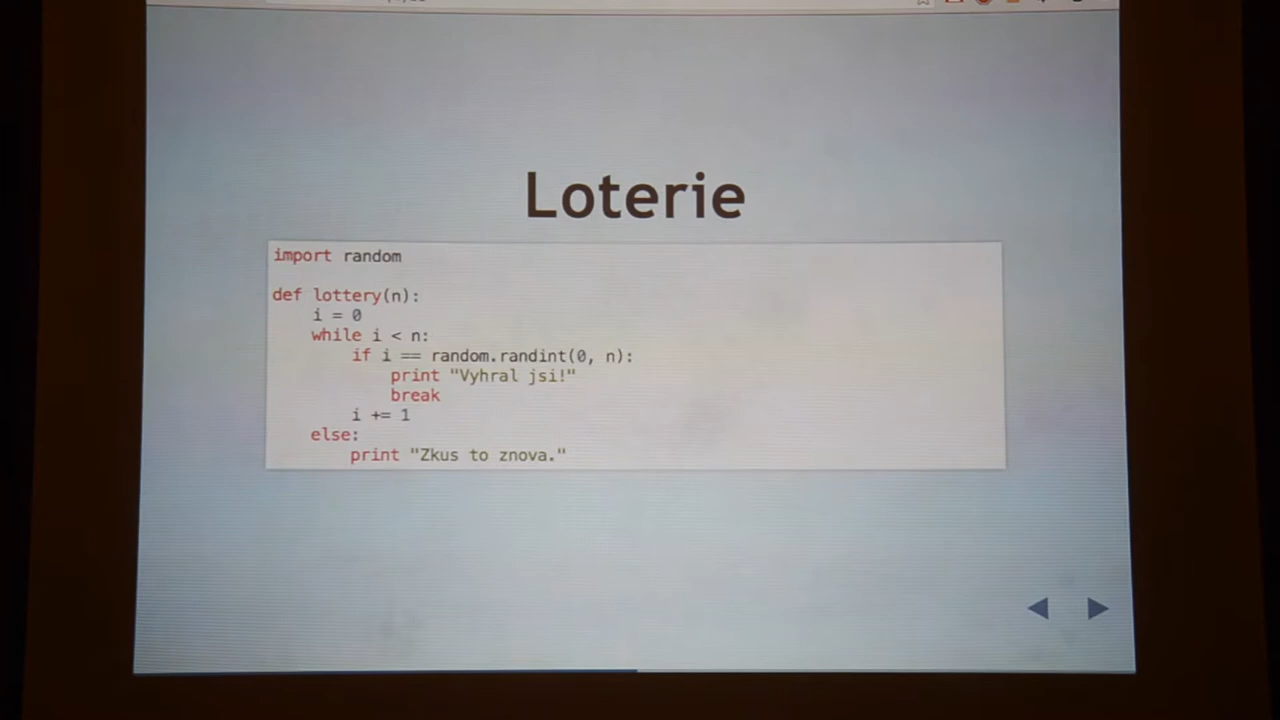 Loterie
import random
def lottery(n):
    i = 0
    while i < n:
        if i == random.randint(0, n):
            print "Vyhral jsi!"
            break
        i += 1
    else:
        print "Zkus to znova."